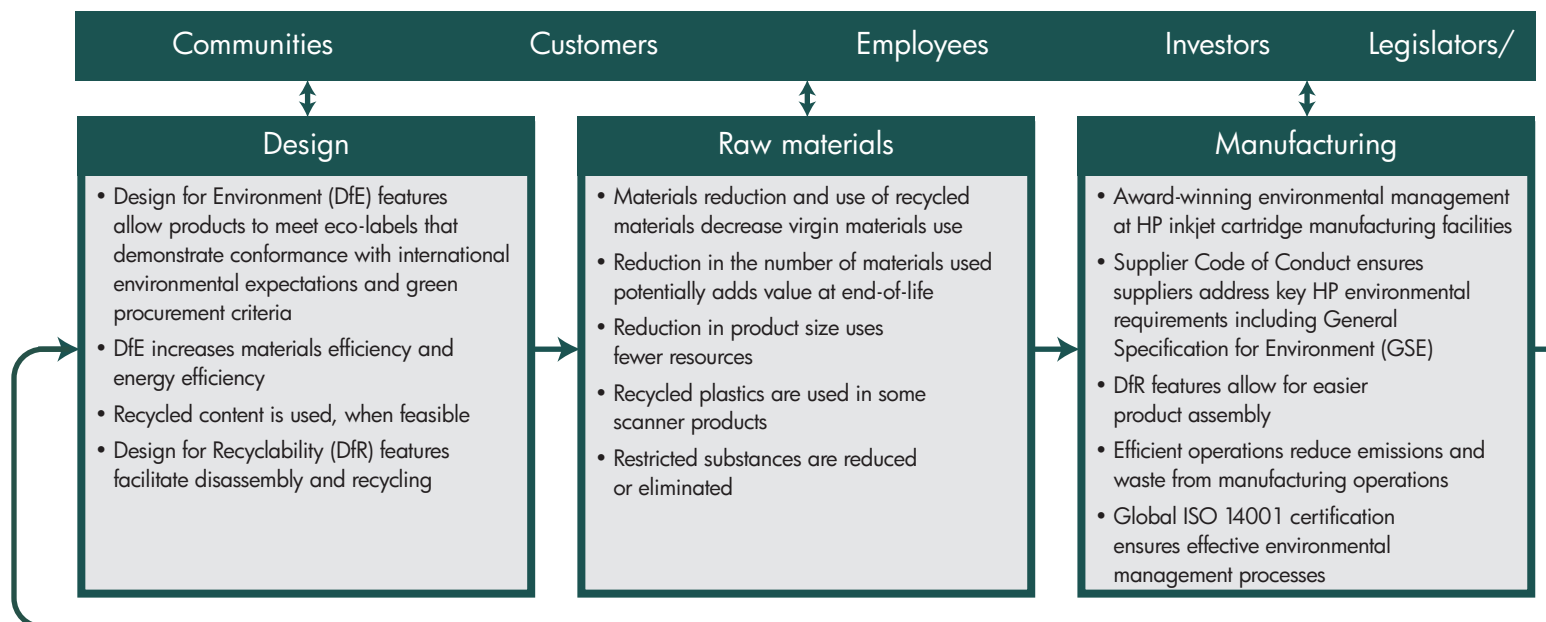 Communities Customers Employees Investors Legislators/
Design
• Design for Environment (DfE) features
allow products to meet eco-labels that
demonstrate conformance with international
environmental expectations and green
procurement criteria
• DfE increases materials efficiency and
energy efficiency
• Recycled content is used, when feasible
• Design for Recyclability (DfR) features
facilitate disassembly and recycling
Raw materials
• Materials reduction and use of recycled
materials decrease virgin materials use
• Reduction in the number of materials used
potentially adds value at end-of-life
• Reduction in product size uses
fewer resources
• Recycled plastics are used in some
scanner products
• Restricted substances are reduced
or eliminated
Manufacturing
• Award-winning environmental management
at HP inkjet cartridge manufacturing facilities
• Supplier Code of Conduct ensures
suppliers address key HP environmental
requirements including General
Specification for Environment (GSE)
• DfR features allow for easier
product assembly
• Efficient operations reduce emissions and
waste from manufacturing operations
• Global ISO 14001 certification
ensures effective environmental
management processes